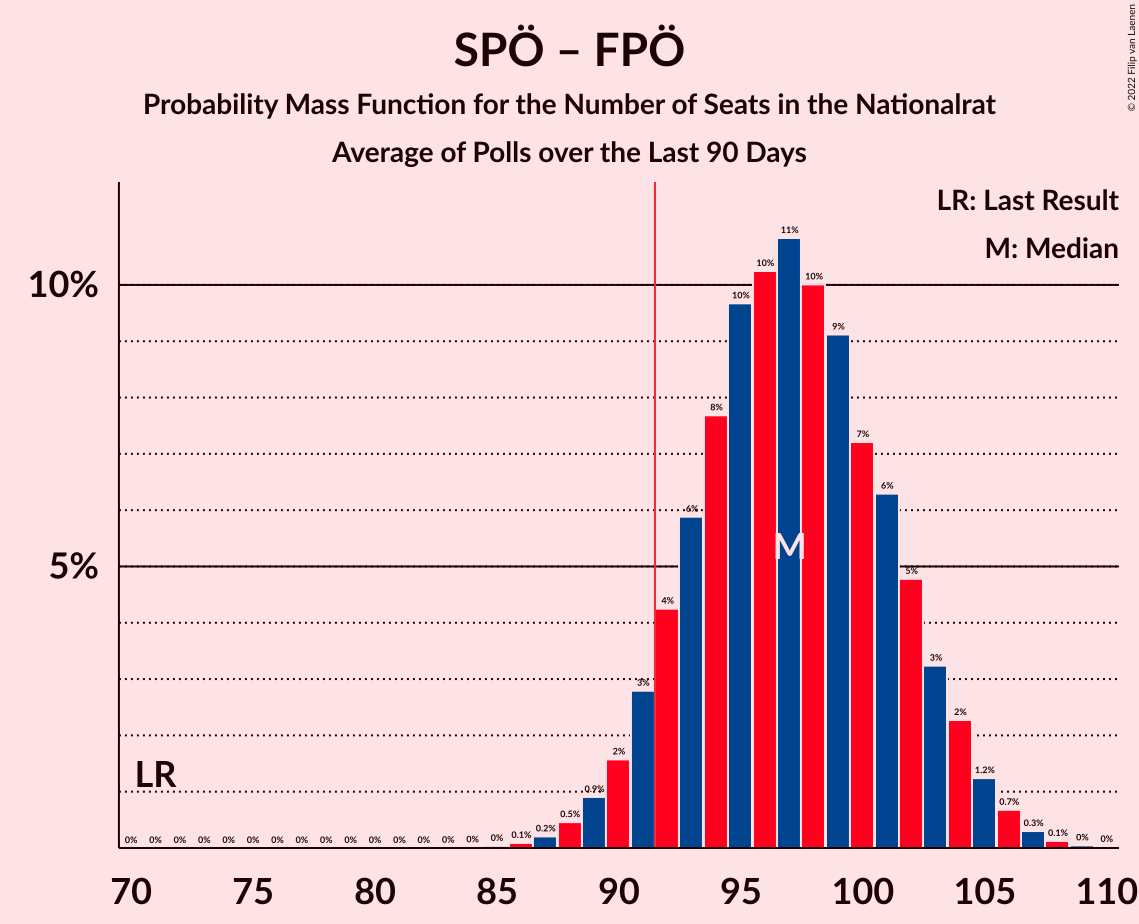 SPÖ – FPÖ
Probability Mass Function for the Number of Seats in the Nationalrat
Average of Polls over the Last 90 Days
© 2022 Filip van Laenen
LR: Last Result
M: Median
10%
5%
LR
M
0% 0% 0% 0% 0% 0% 0% 0% 0% 0% 0% 0% 0% 0% 0% 0% 0.1% 0.2% 0.5% 0.9% 2% 3% 4% 6% 8% 10% 10% 11% 10% 9% 7% 6% 5% 3% 2% 1.2% 0.7% 0.3% 0.1% 0% 0%
70 75 80 85 90 95 100 105 110